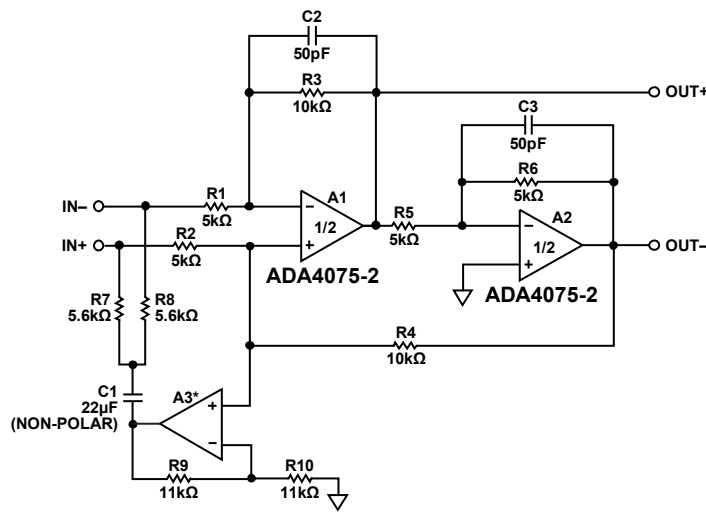 C2
50pF
R3
10kΩ
OUT+
C3
50pF
R6
5kΩ
IN–
R1
5kΩ
A1
–
1/2
+
R5
5kΩ
A2
–
1/2
+
OUT–
IN+
R2
5kΩ
ADA4075-2
ADA4075-2
R7
5.6kΩ
R8
5.6kΩ
R4
10kΩ
C1
22µF
(NON-POLAR)
A3*
+
–
R9
11kΩ
R10
11kΩ